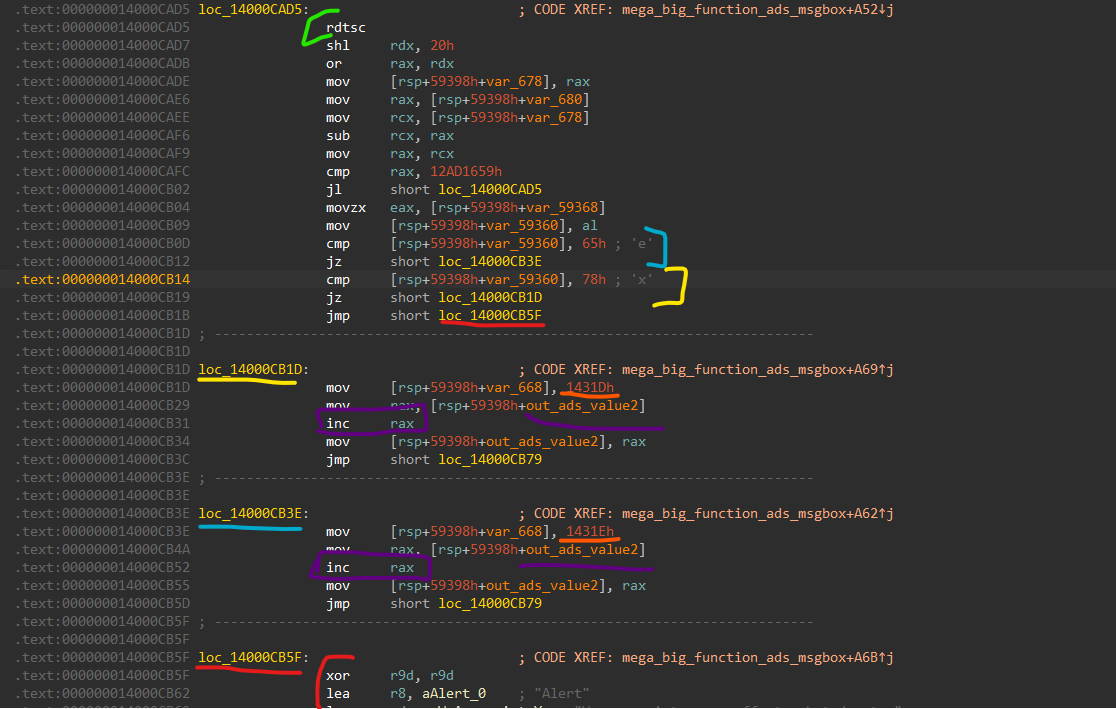 .text:000000014000CAD5 loc_14000CAD5: ; CODE XREF: mega_big_function_ads_msgbox+A52↓j
.text:000000014000CAD5 rdtsc
.text:000000014000CAD7 shl rdx, 20h
.text:000000014000CADB or rax, rdx
.text:000000014000CADE mov [rsp+59398h+var_678], rax
.text:000000014000CAE6 mov rax, [rsp+59398h+var_680]
.text:000000014000CAEE mov rcx, [rsp+59398h+var_678]
.text:000000014000CAF6 sub rcx, rax
.text:000000014000CAF9 mov rax, rcx
.text:000000014000CAFC cmp rax, 12AD1659h
.text:000000014000CB02 jl short loc_14000CAD5
.text:000000014000CB04 movzx eax, [rsp+59398h+var_59368]
.text:000000014000CB09 mov [rsp+59398h+var_59360], al
.text:000000014000CB0D cmp [rsp+59398h+var_59360], 65h ; 'e'
.text:000000014000CB12 jz short loc_14000CB3E
.text:000000014000CB14 cmp [rsp+59398h+var_59360], 78h ; 'x'
.text:000000014000CB19 jz short loc_14000CB1D
.text:000000014000CB1B jmp short loc_14000CB5F
.text:000000014000CB1D ; ---------------------------------------------------------------------------
.text:000000014000CB1D
.text:000000014000CB1D loc_14000CB1D: ; CODE XREF: mega_big_function_ads_msgbox+A69↑j
.text:000000014000CB1D mov [rsp+59398h+var_668], 1431Dh
.text:000000014000CB29 mov rax, [rsp+59398h+out_ads_value2]
.text:000000014000CB31 inc rax
.text:000000014000CB34 mov [rsp+59398h+out_ads_value2], rax
.text:000000014000CB3C jmp short loc_14000CB79
.text:000000014000CB3E ; ---------------------------------------------------------------------------
.text:000000014000CB3E
.text:000000014000CB3E loc_14000CB3E: ; CODE XREF: mega_big_function_ads_msgbox+A62↑j
.text:000000014000CB3E mov [rsp+59398h+var_668], 1431Eh
.text:000000014000CB4A mov rax, [rsp+59398h+out_ads_value2]
.text:000000014000CB52 inc rax
.text:000000014000CB55 mov [rsp+59398h+out_ads_value2], rax
.text:000000014000CB5D jmp short loc_14000CB79
.text:000000014000CB5F ; ---------------------------------------------------------------------------
.text:000000014000CB5F
.text:000000014000CB5F loc_14000CB5F: ; CODE XREF: mega_big_function_ads_msgbox+A6B↑j
.text:000000014000CB5F xor r9d, r9d
.text:000000014000CB62 lea r8, aAlert_0 ; "Alert"